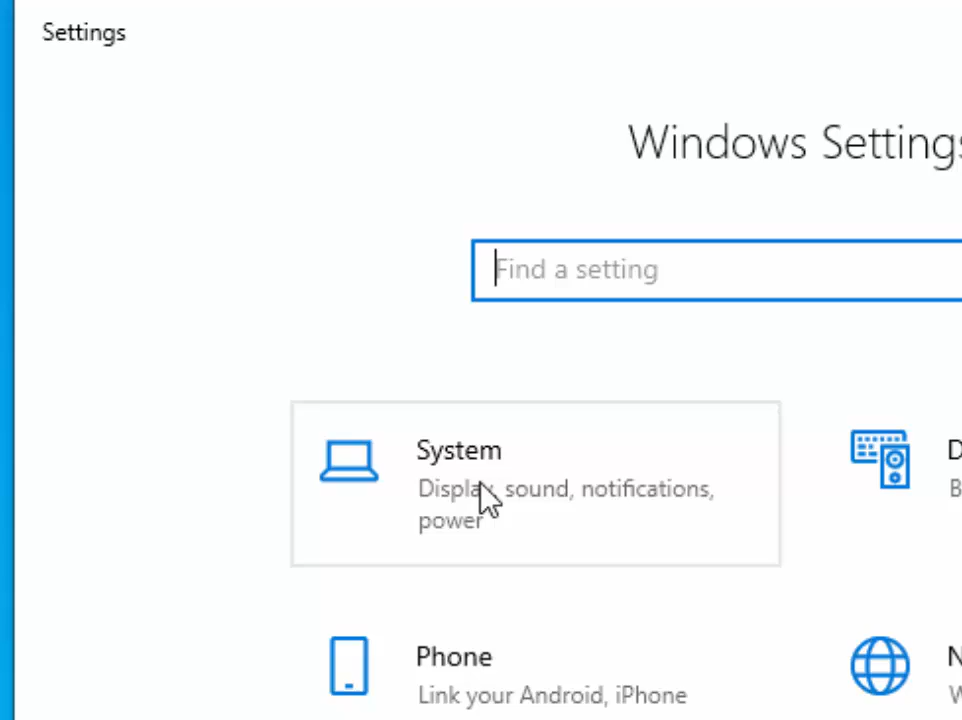 Settings
Windows Settings
Find a setting
System
Display, sound, notifications,
power
Phone
Link your Android, iPhone